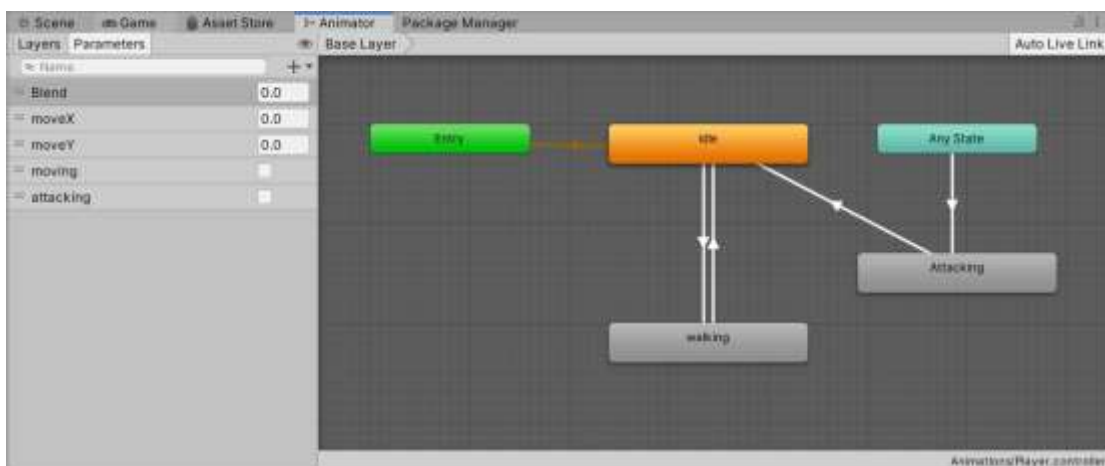 Scene Game Asset Store Animator Package Manager
Layers Parameters Base Layer Auto Live Link
Name
Blend 0.0
moveX 0.0
moveY 0.0
moving
attacking
Entry Idle Any State
Attacking
walking
Animations/Player.controller